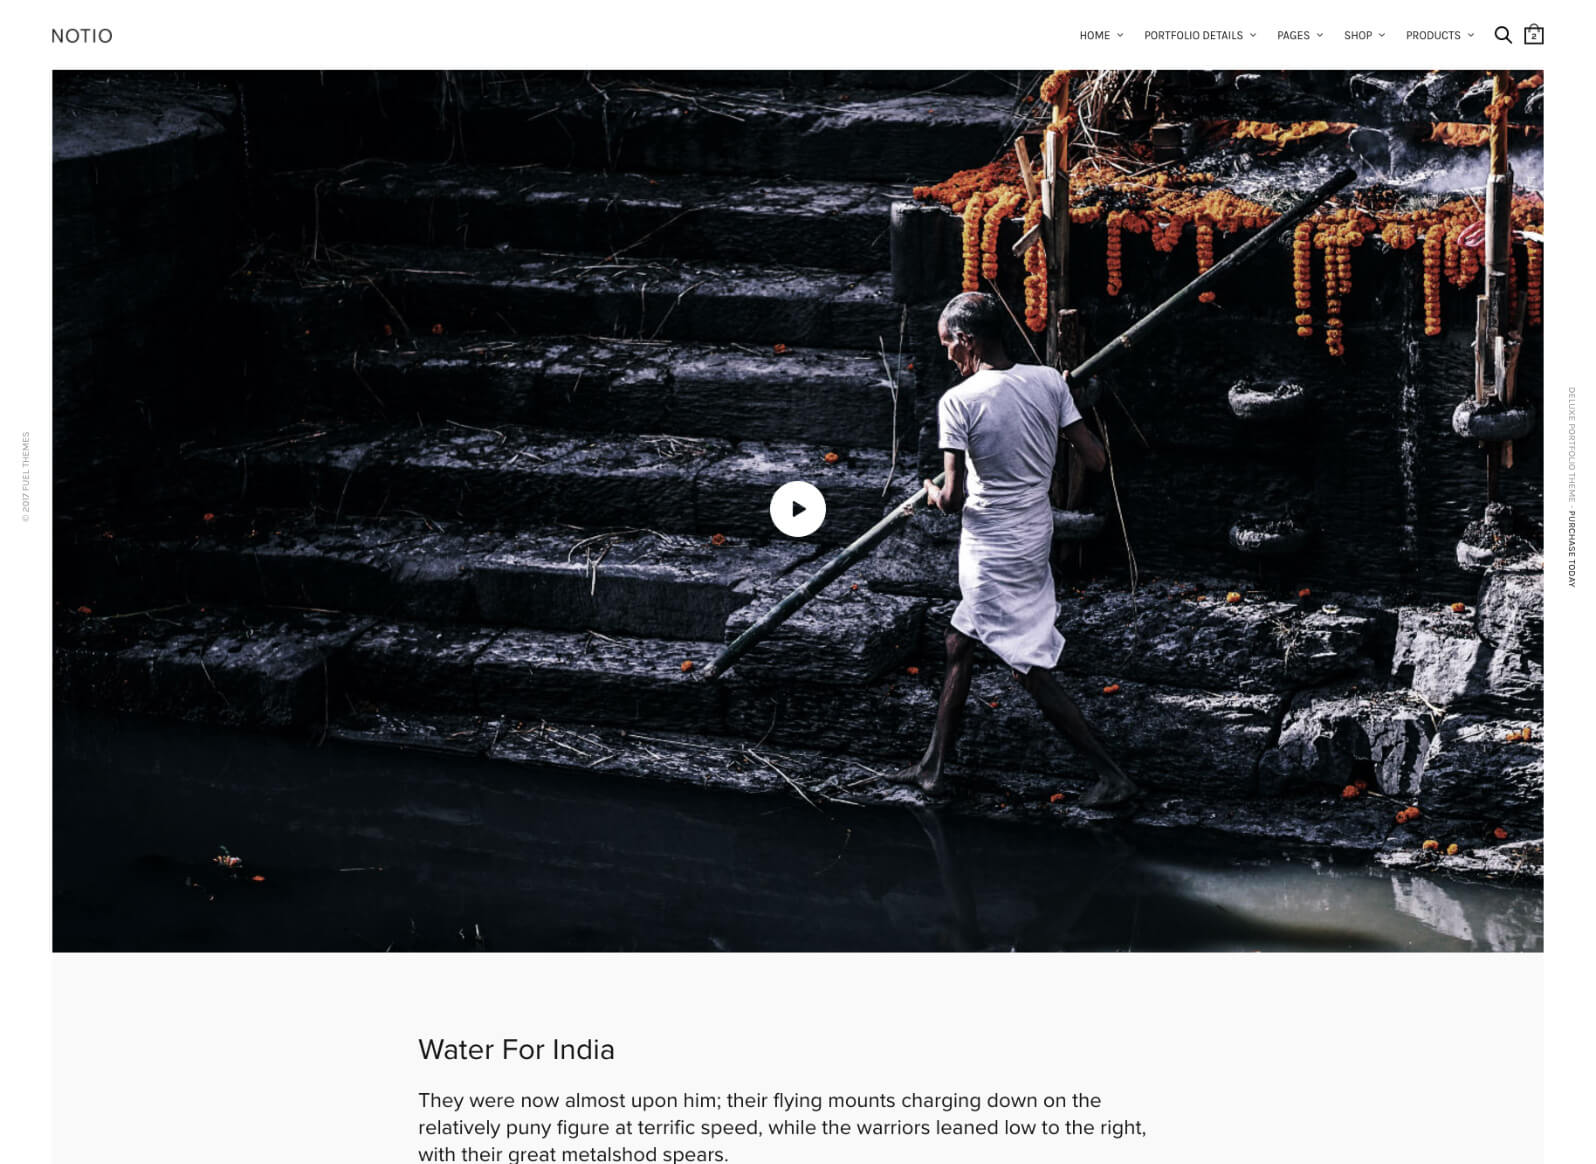 NOTIO
HOME
PORTFOLIO DETAILS
PAGES
SHOP
PRODUCTS
2
© 2017 FUEL THEMES
DELUXE PORTFOLIO THEME - PURCHASE TODAY
Water For India
They were now almost upon him; their flying mounts charging down on the
relatively puny figure at terrific speed, while the warriors leaned low to the right,
with their great metalshod spears.